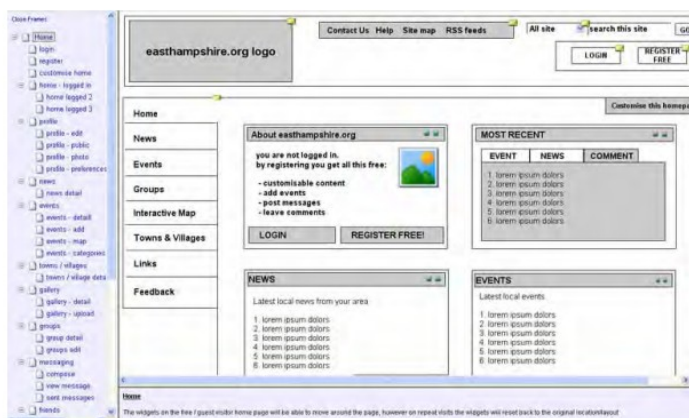 Close Frames
Home
login
register
customise home
home - logged in
home logged 2
home logged 3
profile
profile - edit
profile - public
profile - photo
profile - preferences
news
news detail
events
events - detail
events - add
events - map
events - categories
towns / villages
towns / village deta
gallery
gallery - detail
gallery - upload
groups
group detail
groups edit
messaging
compose
view message
sent messages
friends
easthampshire.org logo
Contact Us Help Site map RSS feeds
All site
search this site
GO
LOGIN
REGISTER
FREE
Customise this homepa
Home
News
Events
Groups
Interactive Map
Towns & Villages
Links
Feedback
About easthampshire.org
you are not logged in.
by registering you get all this free:
- customisable content
- add events
- post messages
- leave comments
LOGIN
REGISTER FREE!
MOST RECENT
EVENT NEWS COMMENT
1. lorem ipsum dolors
2. lorem ipsum dolors
3. lorem ipsum dolors
4. lorem ipsum dolors
5. lorem ipsum dolors
6. lorem ipsum dolors
NEWS
Latest local news from your area
1. lorem ipsum dolors
2. lorem ipsum dolors
3. lorem ipsum dolors
4. lorem ipsum dolors
5. lorem ipsum dolors
6. lorem ipsum dolors
EVENTS
Latest local events
1. lorem ipsum dolors
2. lorem ipsum dolors
3. lorem ipsum dolors
4. lorem ipsum dolors
5. lorem ipsum dolors
6. lorem ipsum dolors
Home
The widgets on the free / guest visitor home page will be able to move around the page, however on repeat visits the widgets will reset back to the original location/layout